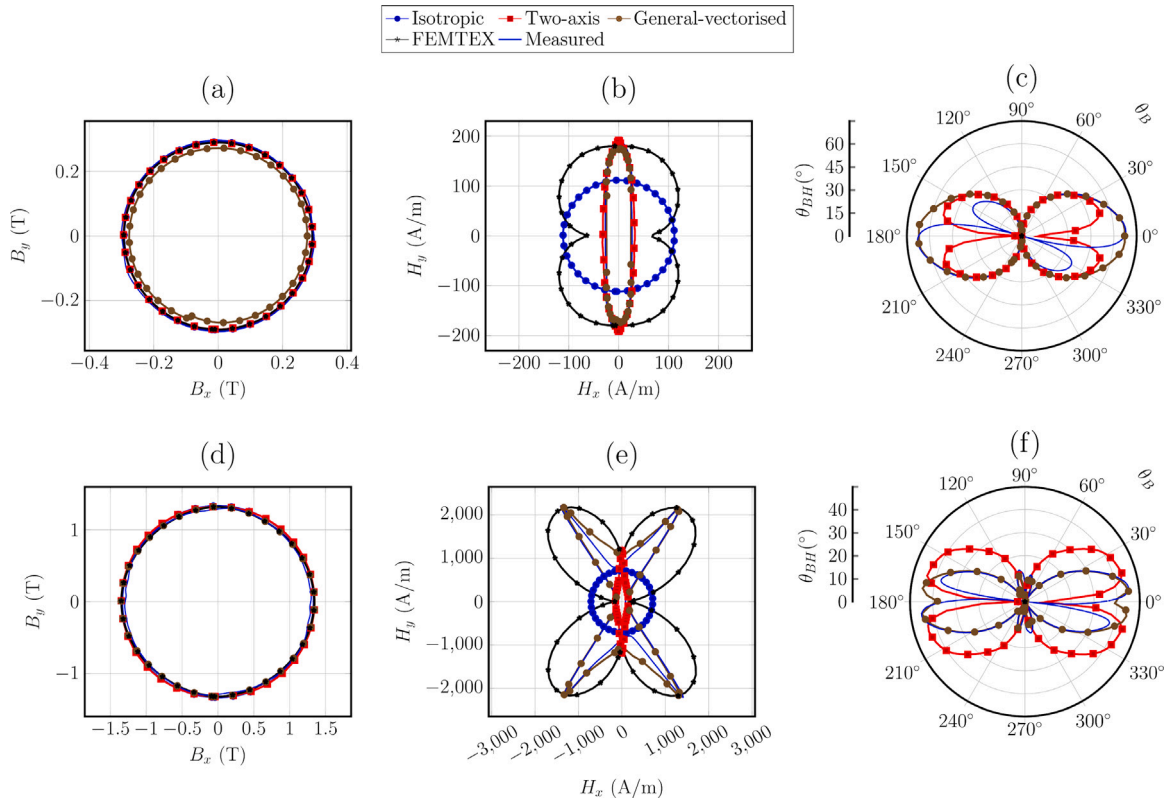 Isotropic Two-axis General-vectorised
FEMTEX Measured
(a)
0.2
0
−0.2
−0.4 −0.2 0 0.2 0.4
B_x (T)
B_y (T)
(b)
200
100
0
−100
−200
−200 −100 0 100 200
H_x (A/m)
H_y (A/m)
(c)
60
45
30
15
0
θ_BH(°)
90°
120° 60°
150° 30°
180° 0°
210° 330°
240° 300°
270°
θ_B
(d)
1
0
−1
−1.5 −1 −0.5 0 0.5 1 1.5
B_x (T)
B_y (T)
(e)
2,000
1,000
0
−1,000
−2,000
−3,000 −2,000 −1,000 0 1,000 2,000 3,000
H_x (A/m)
H_y (A/m)
(f)
40
30
20
10
0
θ_BH(°)
90°
120° 60°
150° 30°
180° 0°
210° 330°
240° 300°
270°
θ_B